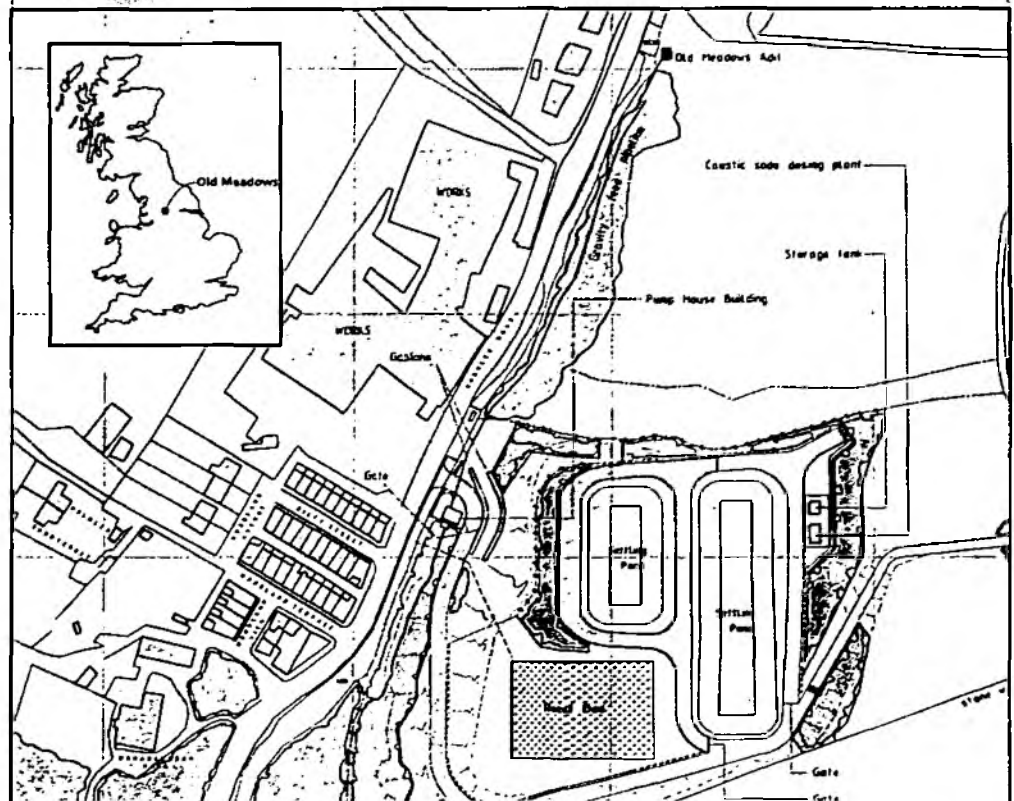 Old Meadows Adit
Old Meadows
Caustic soda dosing plant
WORKS
Gravity feed pipeline
Storage tank
Pump House Building
WORKS
Gate
Settling
Pond
Settling
Pond
Reed Bed
Gate
Gate